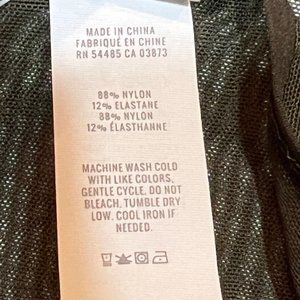 MADE IN CHINA
FABRIQUÉ EN CHINE
RN 54485 CA 03873
88% NYLON
12% ELASTANE
88% NYLON
12% ÉLASTHANNE
MACHINE WASH COLD
WITH LIKE COLORS,
GENTLE CYCLE. DO NOT
BLEACH. TUMBLE DRY
LOW. COOL IRON IF
NEEDED.